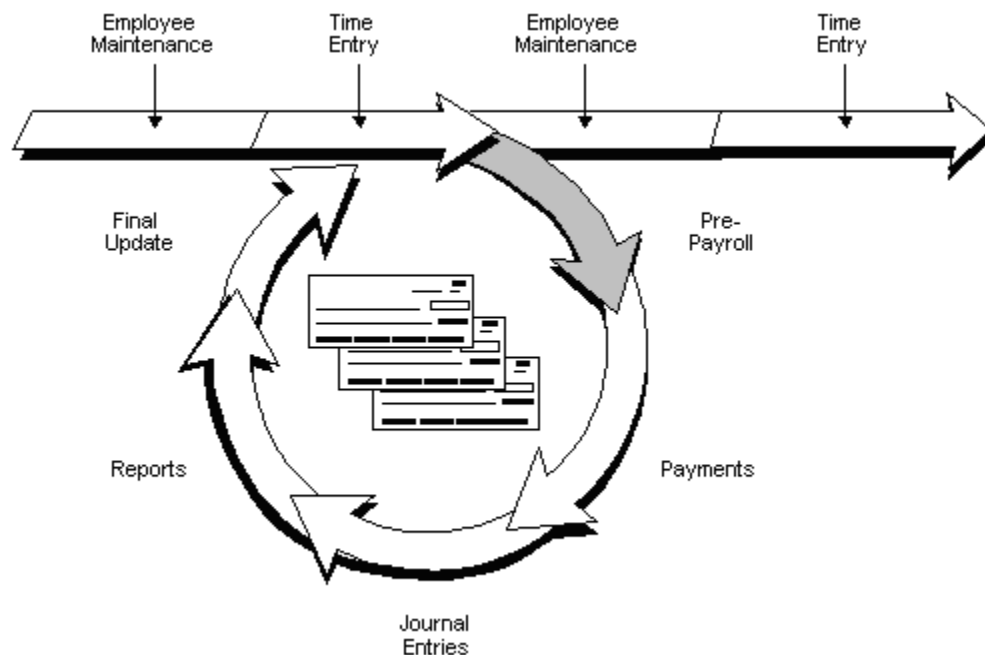 Employee
Maintenance
Time
Entry
Employee
Maintenance
Time
Entry
Final
Update
Pre-
Payroll
Reports
Payments
Journal
Entries